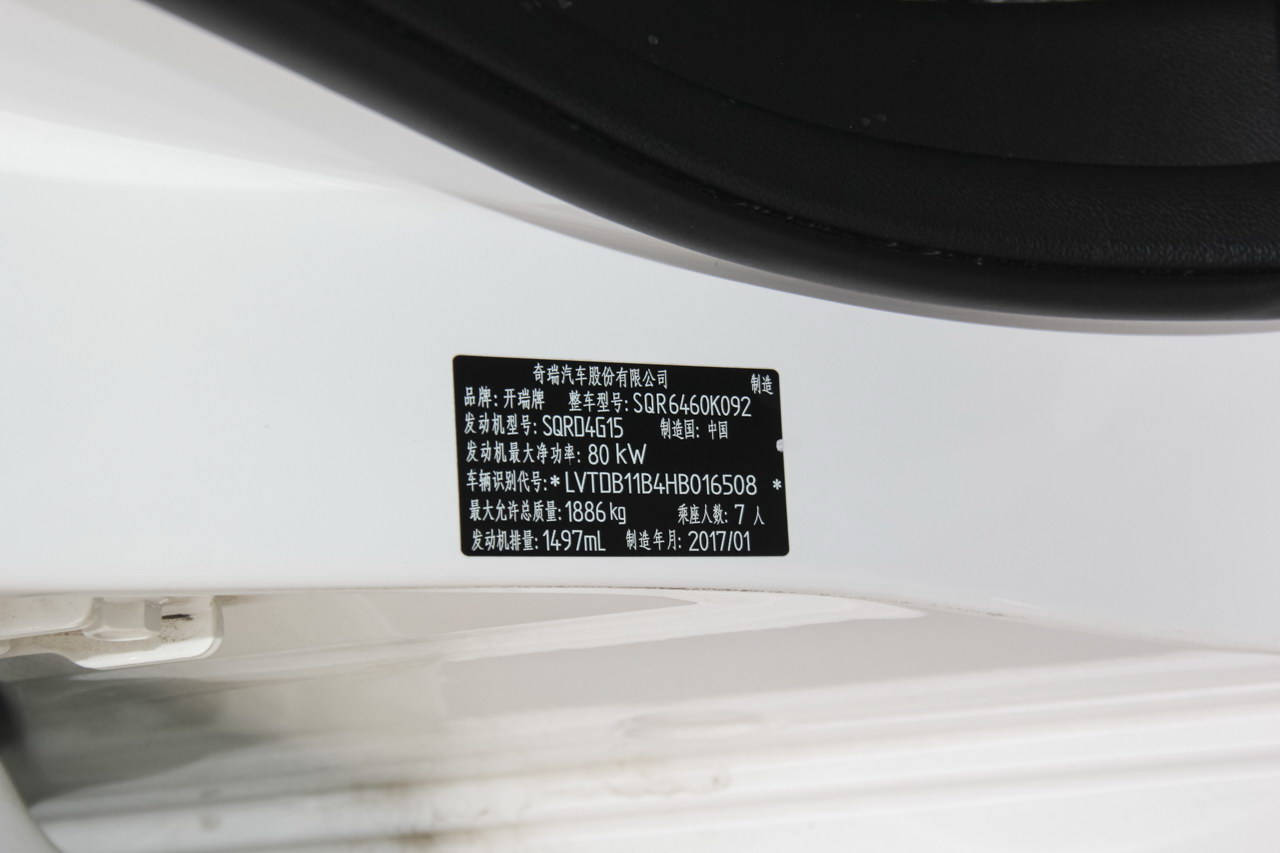 奇瑞汽车股份有限公司 制造
品牌: 开瑞牌 整车型号: SQR6460K092
发动机型号: SQRD4G15 制造国: 中国
发动机最大净功率: 80 kW
车辆识别代号: *LVTDB11B4HB016508 *
最大允许总质量: 1886 kg 乘座人数: 7 人
发动机排量: 1497mL 制造年月: 2017/01